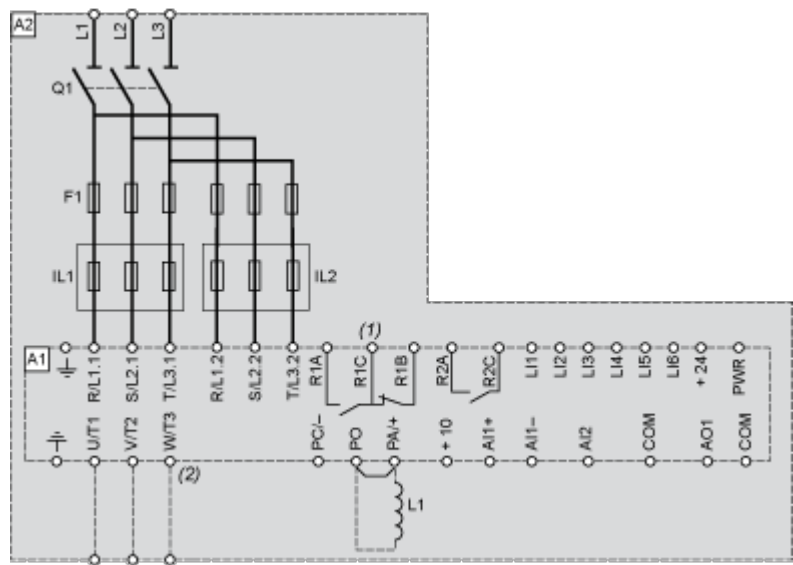 A2
L1 L2 L3
Q1
F1
IL1
IL2
(1)
A1
R/L1.1 S/L2.1 T/L3.1 R/L1.2 S/L2.2 T/L3.2 R1A R1C R1B R2A R2C LI1 LI2 LI3 LI4 LI5 LI6 + 24 PWR
U/T1 V/T2 W/T3 PC/– PO PA/+ + 10 AI1+ AI1– AI2 COM AO1 COM
(2)
L1